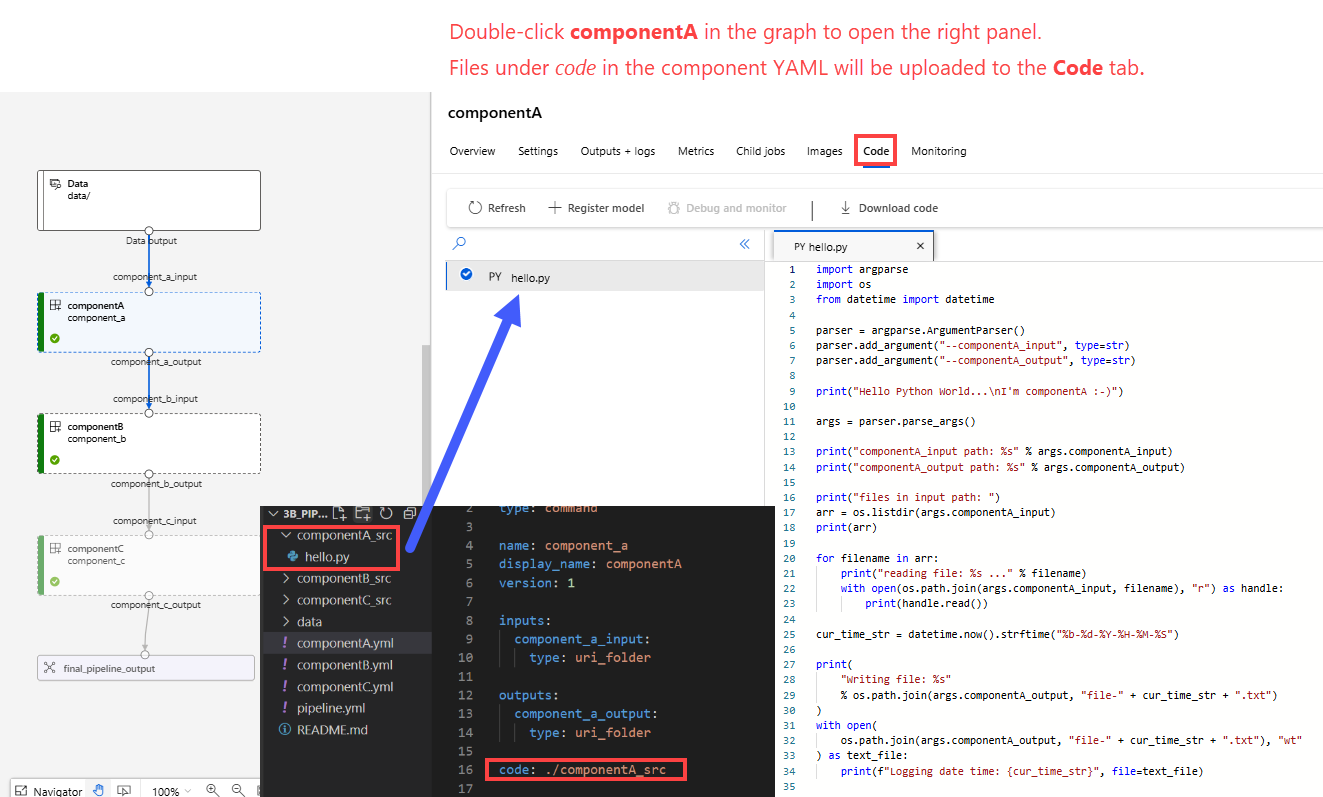 Double-click componentA in the graph to open the right panel.
Files under code in the component YAML will be uploaded to the Code tab.
Data
data/
Data output
component_a_input
componentA
component_a
component_a_output
component_b_input
componentB
component_b
component_b_output
component_c_input
componentC
component_c
component_c_output
final_pipeline_output
Navigator
100%
componentA
Overview Settings Outputs + logs Metrics Child jobs Images Code Monitoring
Refresh Register model Debug and monitor Download code
PY hello.py
PY hello.py
1 import argparse
2 import os
3 from datetime import datetime
4
5 parser = argparse.ArgumentParser()
6 parser.add_argument("--componentA_input", type=str)
7 parser.add_argument("--componentA_output", type=str)
8
9 print("Hello Python World...\nI'm componentA :-)")
10
11 args = parser.parse_args()
12
13 print("componentA_input path: %s" % args.componentA_input)
14 print("componentA_output path: %s" % args.componentA_output)
15
16 print("files in input path: ")
17 arr = os.listdir(args.componentA_input)
18 print(arr)
19
20 for filename in arr:
21 print("reading file: %s ..." % filename)
22 with open(os.path.join(args.componentA_input, filename), "r") as handle:
23 print(handle.read())
24
25 cur_time_str = datetime.now().strftime("%b-%d-%Y-%H-%M-%S")
26
27 print(
28 "Writing file: %s"
29 % os.path.join(args.componentA_output, "file-" + cur_time_str + ".txt")
30 )
31 with open(
32 os.path.join(args.componentA_output, "file-" + cur_time_str + ".txt"), "wt"
33 ) as text_file:
34 print(f"Logging date time: {cur_time_str}", file=text_file)
35
3B_PIP...
componentA_src
hello.py
componentB_src
componentC_src
data
! componentA.yml
! componentB.yml
! componentC.yml
! pipeline.yml
README.md
2 type: command
3
4 name: component_a
5 display_name: componentA
6 version: 1
7
8 inputs:
9 component_a_input:
10 type: uri_folder
11
12 outputs:
13 component_a_output:
14 type: uri_folder
15
16 code: ./componentA_src
17